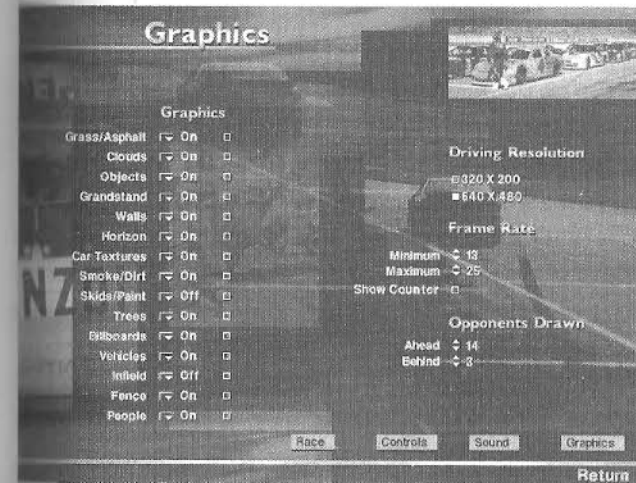 Graphics
Graphics
Grass/Asphalt On
Clouds On
Objects On
Grandstand On
Walls On
Horizon On
Car Textures On
Smoke/Dirt On
Skids/Paint Off
Trees On
Billboards On
Vehicles On
Infield Off
Fence On
People On
Driving Resolution
320 X 200
640 X 480
Frame Rate
Minimum 13
Maximum 25
Show Counter
Opponents Drawn
Ahead 14
Behind 3
Race Controls Sound Graphics
Return